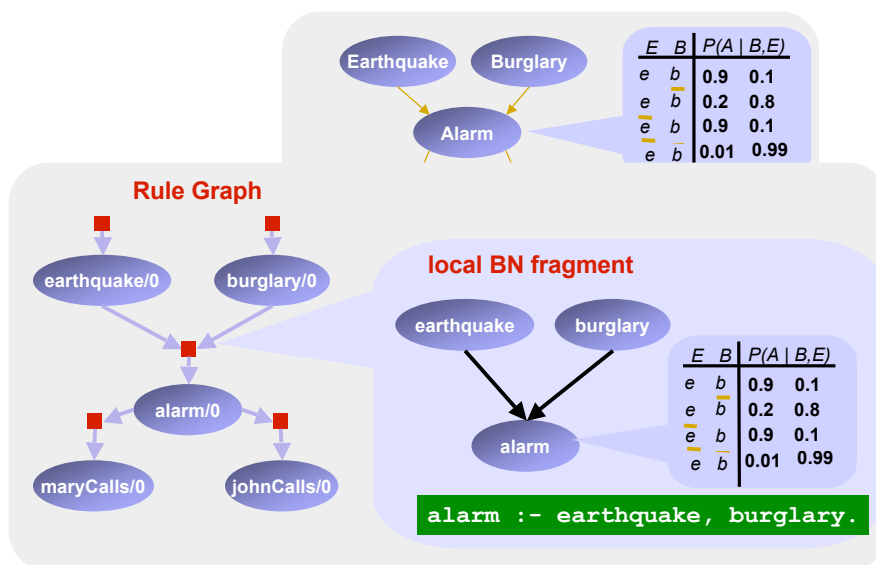 Earthquake Burglary
Alarm
E B P(A | B,E)
e b 0.9 0.1
e b̅ 0.2 0.8
e̅ b 0.9 0.1
e̅ b̅ 0.01 0.99
Rule Graph
earthquake/0 burglary/0
alarm/0
maryCalls/0 johnCalls/0
local BN fragment
earthquake burglary
alarm
E B P(A | B,E)
e b 0.9 0.1
e b̅ 0.2 0.8
e̅ b 0.9 0.1
e̅ b̅ 0.01 0.99
alarm :- earthquake, burglary.